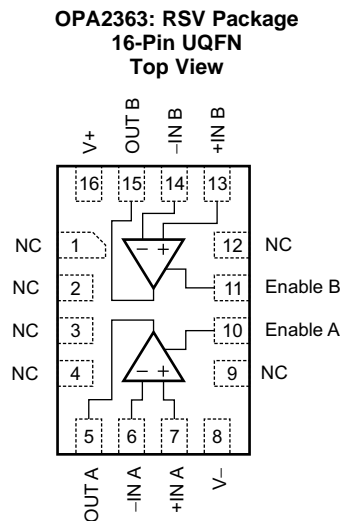 OPA2363: RSV Package
16-Pin UQFN
Top View
V+
OUT B
−IN B
+IN B
16 15 14 13
NC 1 − + 12 NC
NC 2 11 Enable B
NC 3 10 Enable A
NC 4 − + 9 NC
5 6 7 8
OUT A
−IN A
+IN A
V−